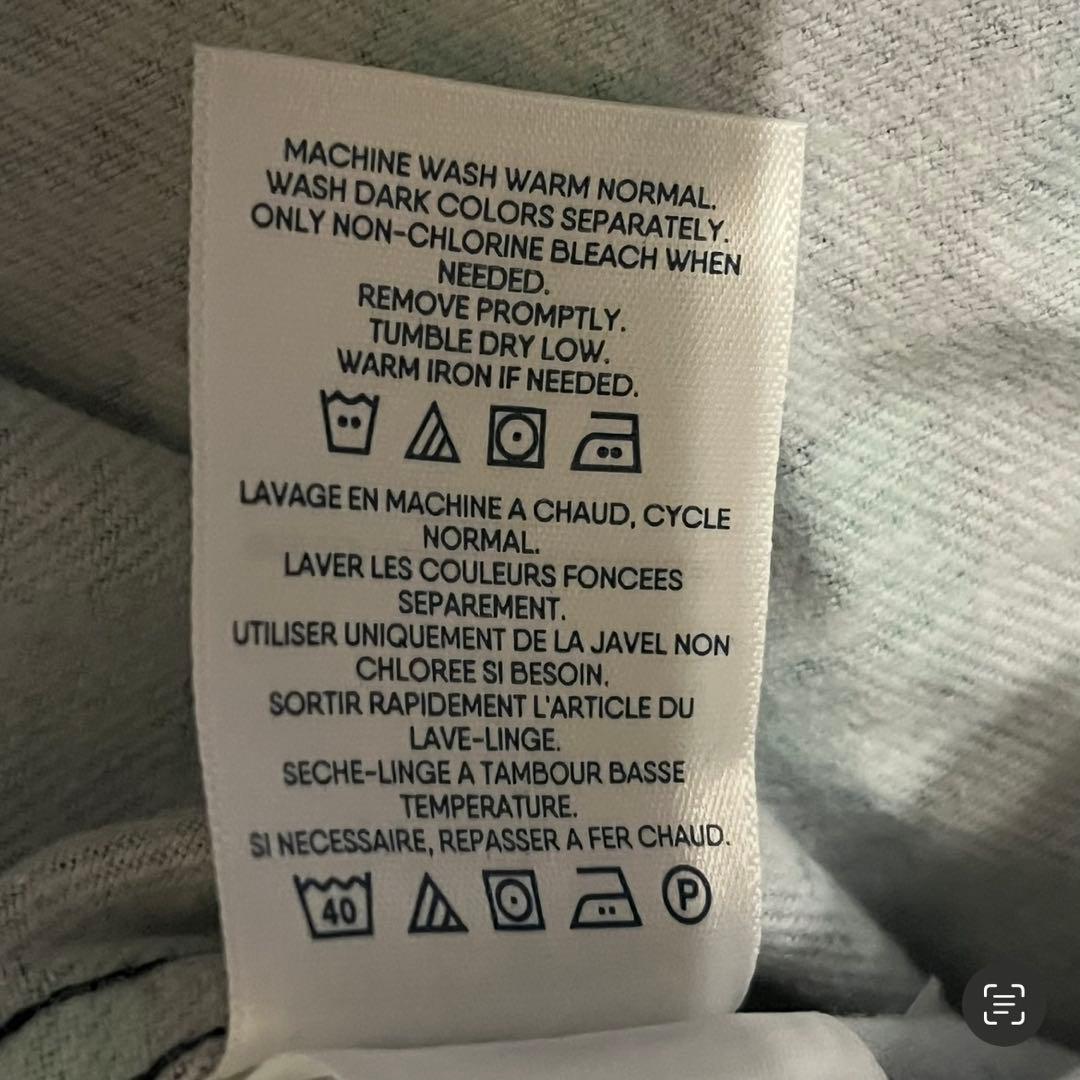 MACHINE WASH WARM NORMAL.
WASH DARK COLORS SEPARATELY.
ONLY NON-CHLORINE BLEACH WHEN
NEEDED.
REMOVE PROMPTLY.
TUMBLE DRY LOW.
WARM IRON IF NEEDED.
LAVAGE EN MACHINE A CHAUD, CYCLE
NORMAL.
LAVER LES COULEURS FONCEES
SEPAREMENT.
UTILISER UNIQUEMENT DE LA JAVEL NON
CHLOREE SI BESOIN.
SORTIR RAPIDEMENT L'ARTICLE DU
LAVE-LINGE.
SECHE-LINGE A TAMBOUR BASSE
TEMPERATURE.
SI NECESSAIRE, REPASSER A FER CHAUD.
40 P